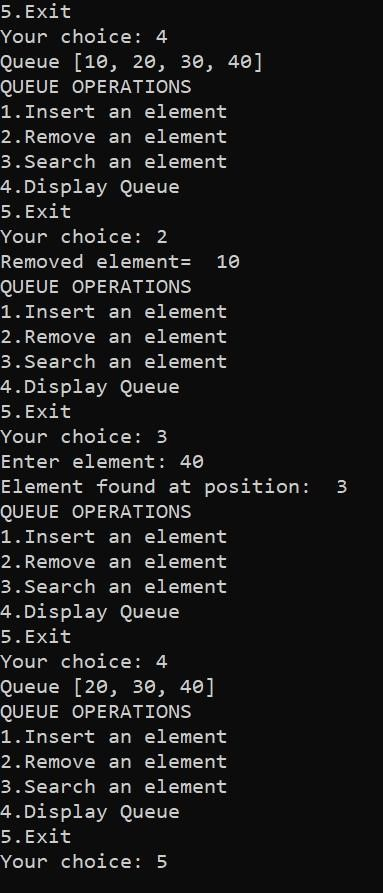 5.Exit
Your choice: 4
Queue [10, 20, 30, 40]
QUEUE OPERATIONS
1.Insert an element
2.Remove an element
3.Search an element
4.Display Queue
5.Exit
Your choice: 2
Removed element=  10
QUEUE OPERATIONS
1.Insert an element
2.Remove an element
3.Search an element
4.Display Queue
5.Exit
Your choice: 3
Enter element: 40
Element found at position:  3
QUEUE OPERATIONS
1.Insert an element
2.Remove an element
3.Search an element
4.Display Queue
5.Exit
Your choice: 4
Queue [20, 30, 40]
QUEUE OPERATIONS
1.Insert an element
2.Remove an element
3.Search an element
4.Display Queue
5.Exit
Your choice: 5